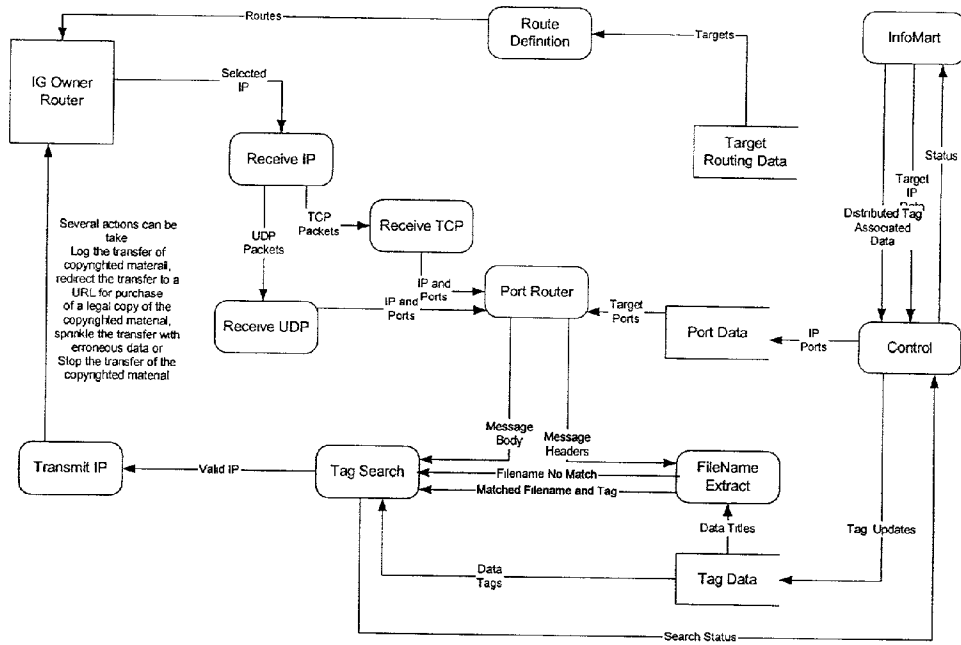 Routes
Route
Definition
Targets
InfoMart
IG Owner
Router
Selected
IP
Receive IP
Target
Routing Data
Status
Target
IP
Distributed Tag
Associated
Data
TCP
Packets
UDP
Packets
Receive TCP
Several actions can be
take
Log the transfer of
copyrighted materail,
redirect the transfer to a
URL for purchase
of a legal copy of the
copyrighted material,
sprinkle the transfer with
erroneous data or
Stop the transfer of the
copyrighted material
IP and
Ports
Port Router
IP and
Ports
Receive UDP
Target
Ports
Port Data
IP
Ports
Control
Message
Body
Message
Headers
Transmit IP
Valid IP
Tag Search
Filename No Match
Matched Filename and Tag
FileName
Extract
Data Titles
Tag Updates
Data
Tags
Tag Data
Search Status